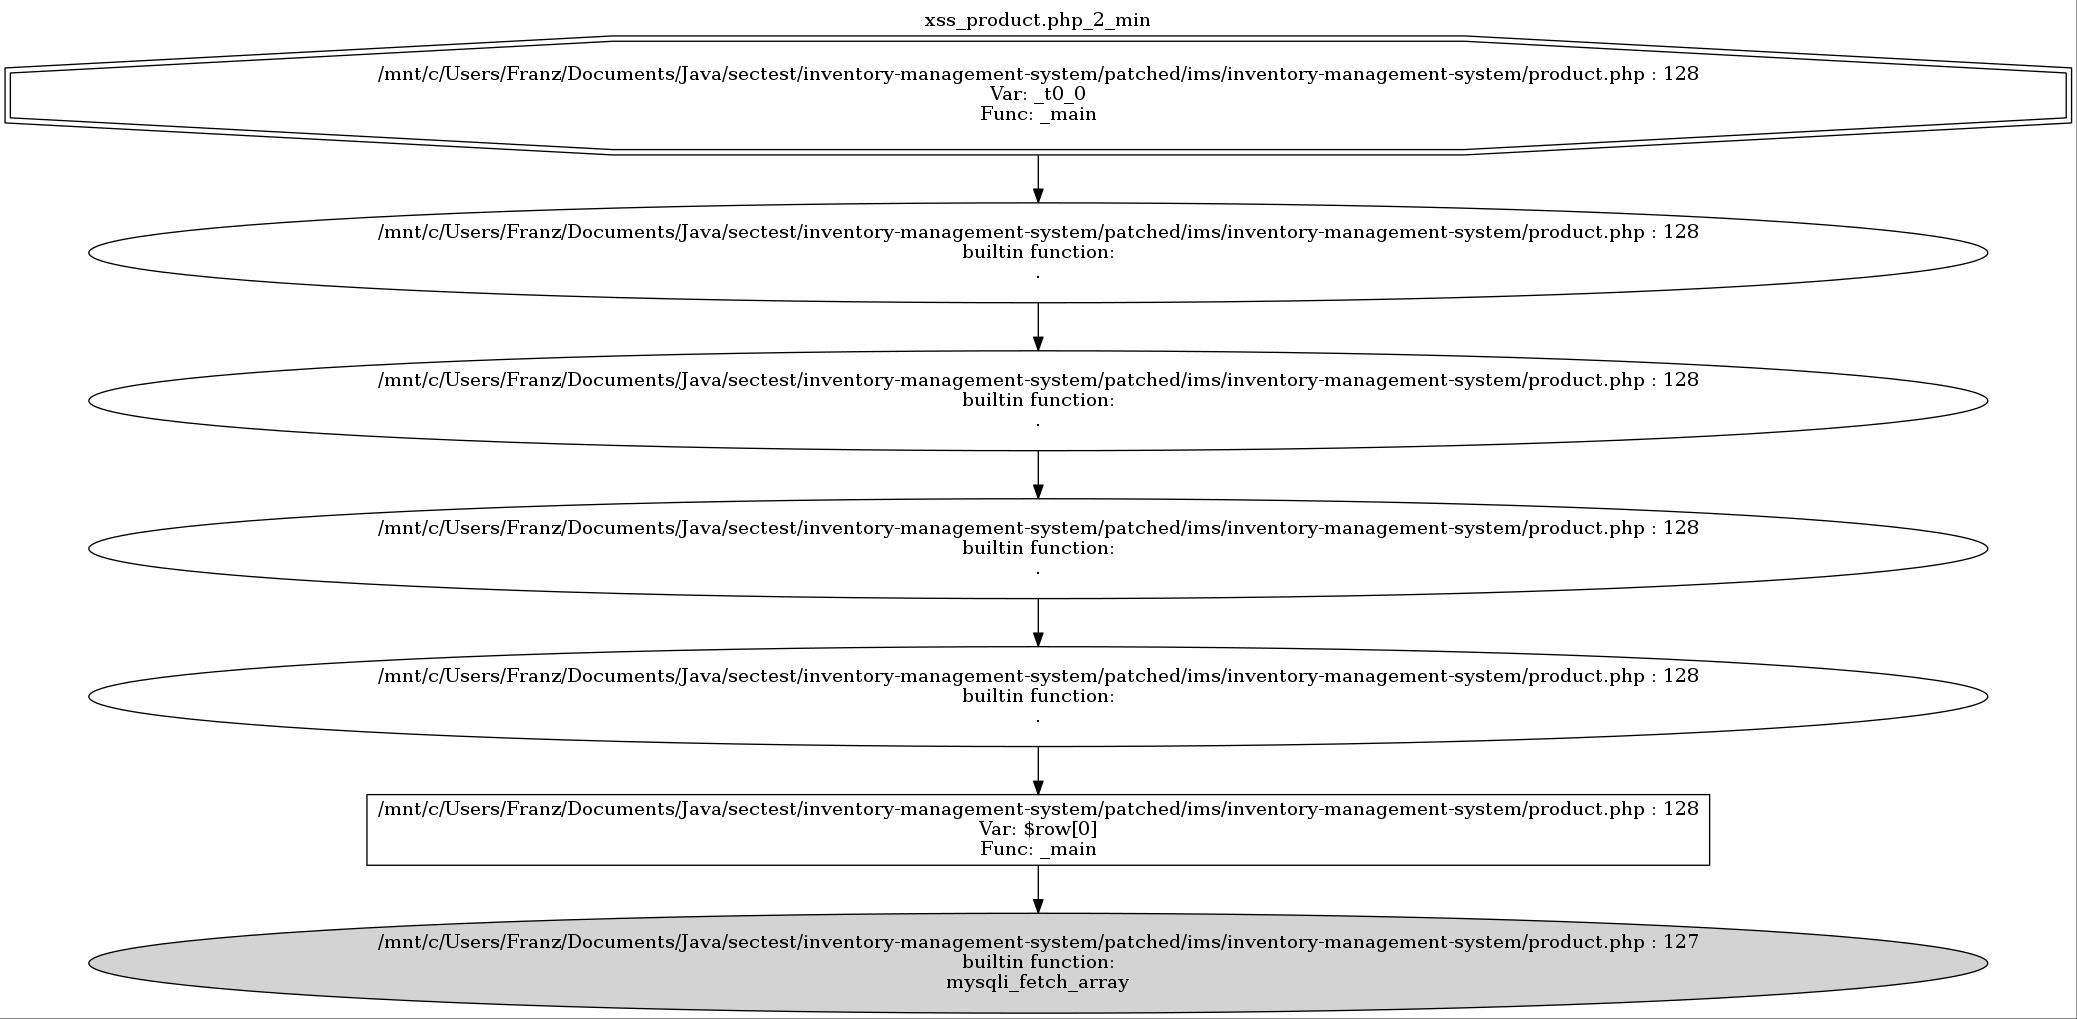 xss_product.php_2_min
/mnt/c/Users/Franz/Documents/Java/sectest/inventory-management-system/patched/ims/inventory-management-system/product.php : 128
Var: _t0_0
Func: _main
/mnt/c/Users/Franz/Documents/Java/sectest/inventory-management-system/patched/ims/inventory-management-system/product.php : 128
builtin function:
.
/mnt/c/Users/Franz/Documents/Java/sectest/inventory-management-system/patched/ims/inventory-management-system/product.php : 128
builtin function:
.
/mnt/c/Users/Franz/Documents/Java/sectest/inventory-management-system/patched/ims/inventory-management-system/product.php : 128
builtin function:
.
/mnt/c/Users/Franz/Documents/Java/sectest/inventory-management-system/patched/ims/inventory-management-system/product.php : 128
builtin function:
.
/mnt/c/Users/Franz/Documents/Java/sectest/inventory-management-system/patched/ims/inventory-management-system/product.php : 128
Var: $row[0]
Func: _main
/mnt/c/Users/Franz/Documents/Java/sectest/inventory-management-system/patched/ims/inventory-management-system/product.php : 127
builtin function:
mysqli_fetch_array